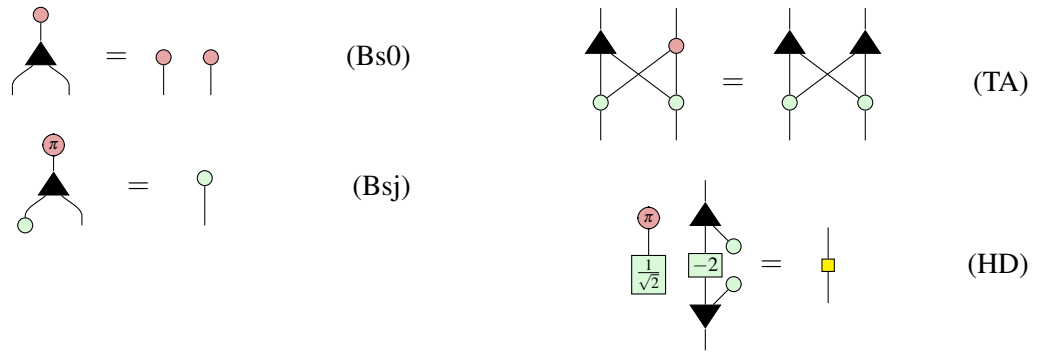 =
(Bs0)
=
(TA)
π
=
(Bsj)
π
1/√2
−2
=
(HD)